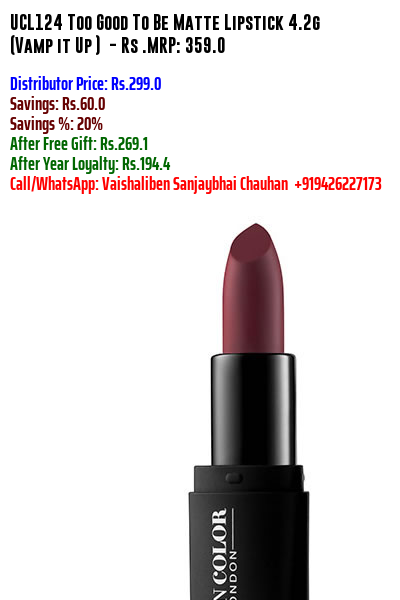 UCL124 Too Good To Be Matte Lipstick 4.2g
(Vamp it Up ) - Rs .MRP: 359.0
Distributor Price: Rs.299.0
Savings: Rs.60.0
Savings %: 20%
After Free Gift: Rs.269.1
After Year Loyalty: Rs.194.4
Call/WhatsApp: Vaishaliben Sanjaybhai Chauhan +919426227173
N COLOR
ONDON